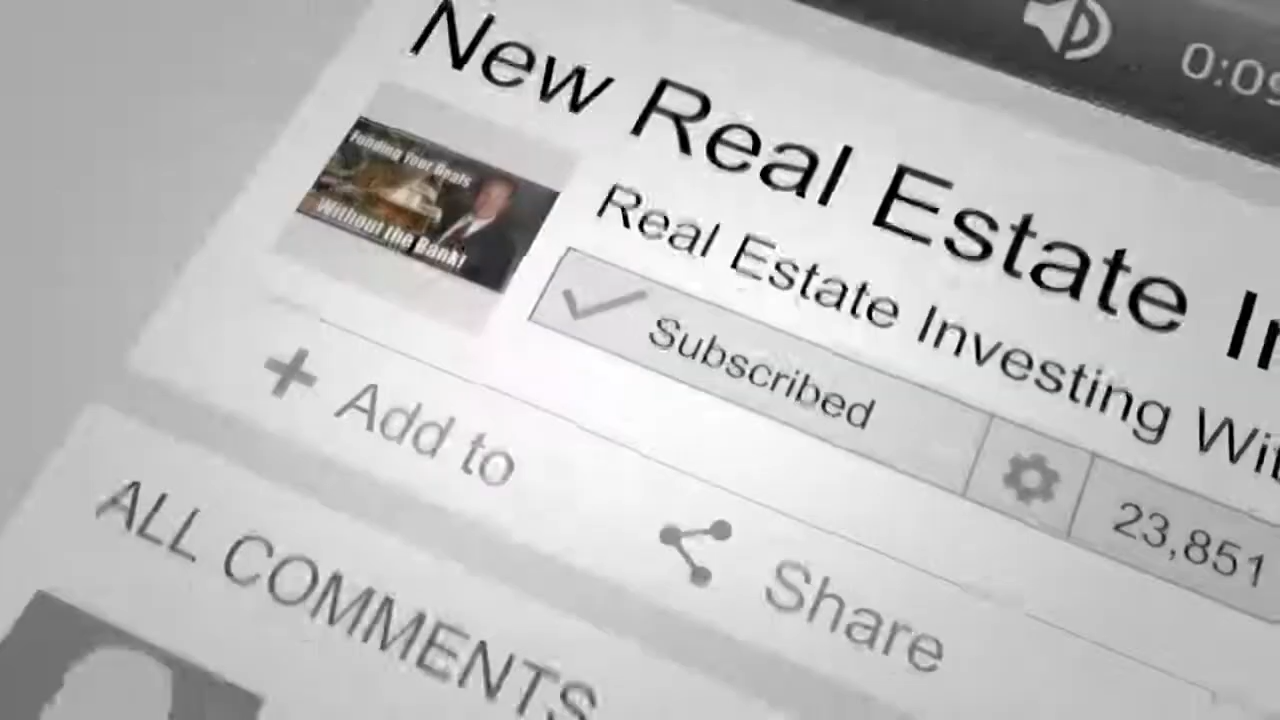 0:09
New Real Estate In
Funding Your Deals
Without the Bank!
Real Estate Investing Wit
Subscribed
23,851
Add to
Share
ALL COMMENTS